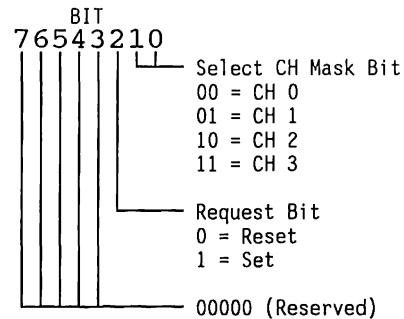 BIT
76543210
Select CH Mask Bit
00 = CH 0
01 = CH 1
10 = CH 2
11 = CH 3
Request Bit
0 = Reset
1 = Set
00000 (Reserved)